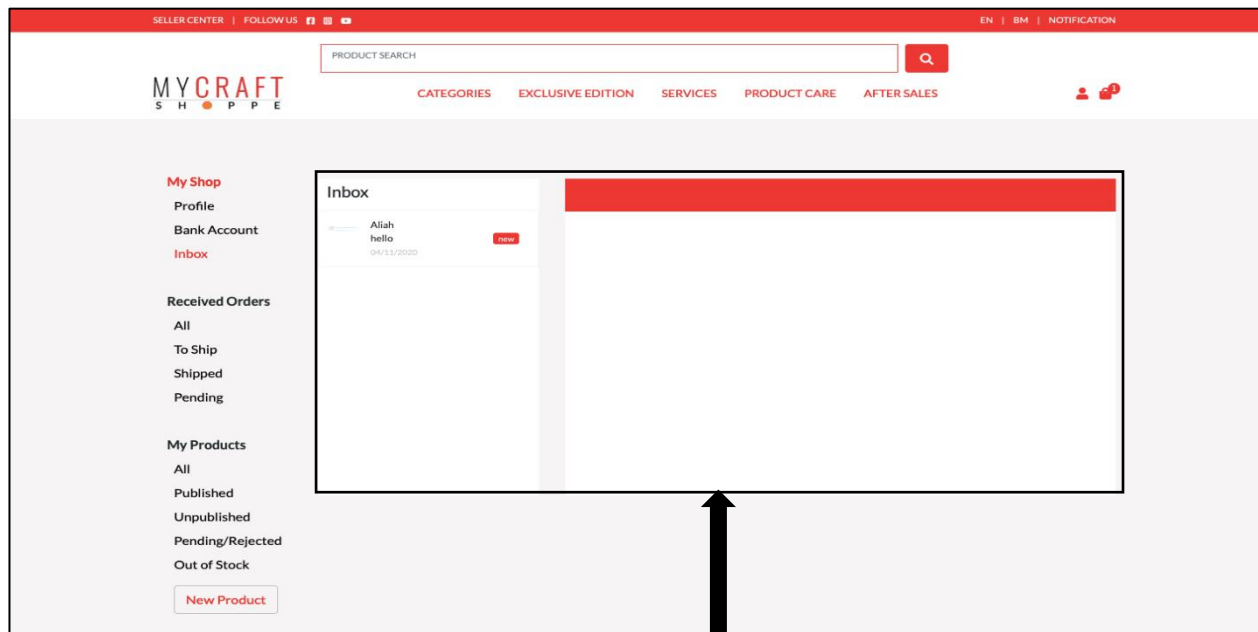 SELLER CENTER | FOLLOW US
EN | BM | NOTIFICATION
PRODUCT SEARCH
MYCRAFT
SHOPPE
CATEGORIES EXCLUSIVE EDITION SERVICES PRODUCT CARE AFTER SALES
1
My Shop
Profile
Bank Account
Inbox
Received Orders
All
To Ship
Shipped
Pending
My Products
All
Published
Unpublished
Pending/Rejected
Out of Stock
New Product
Inbox
Aliah
hello
new
04/11/2020